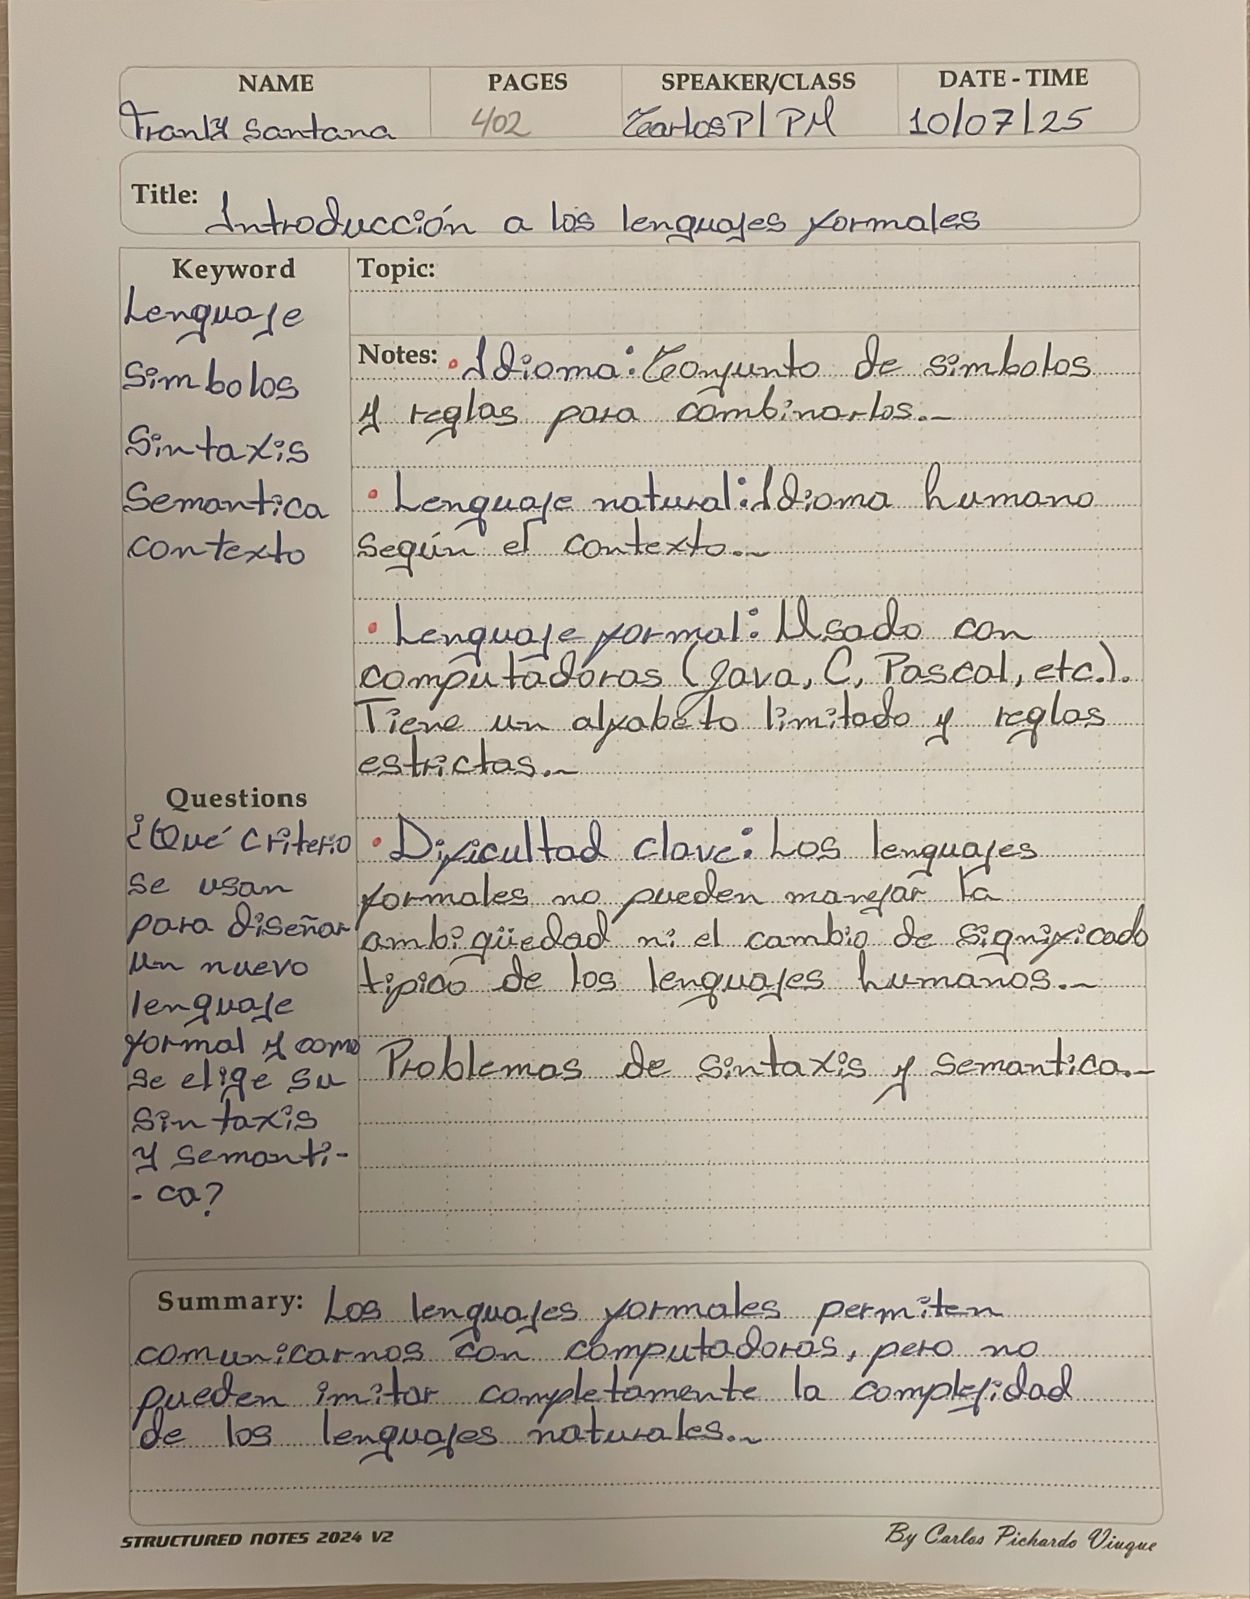 NAME PAGES SPEAKER/CLASS DATE - TIME
Frank Santana 402 Carlos P/ PM 10/07/25
Title: Introducción a los lenguajes formales
Keyword
Lenguaje
Simbolos
Sintaxis
Semantica
contexto
Topic:
Notes: • Idioma: Conjunto de simbolos
y reglas para combinarlos.
• Lenguaje natural: Idioma humano
según el contexto.
• Lenguaje formal: Usado con
computadoras (Java, C, Pascal, etc.).
Tiene un alfabeto limitado y reglas
estrictas.
• Dificultad clave: Los lenguajes
formales no pueden manejar la
ambigüedad ni el cambio de significado
tipico de los lenguajes humanos.
Problemas de sintaxis y semantica.
Questions
¿Qué criterio
se usan
para diseñar
un nuevo
lenguaje
formal y como
se elige su
sintaxis
y semanti-
- ca?
Summary: Los lenguajes formales permiten
comunicarnos con computadoras, pero no
pueden imitar completamente la complejidad
de los lenguajes naturales.
STRUCTURED NOTES 2024 V2
By Carlos Pichardo Viuque